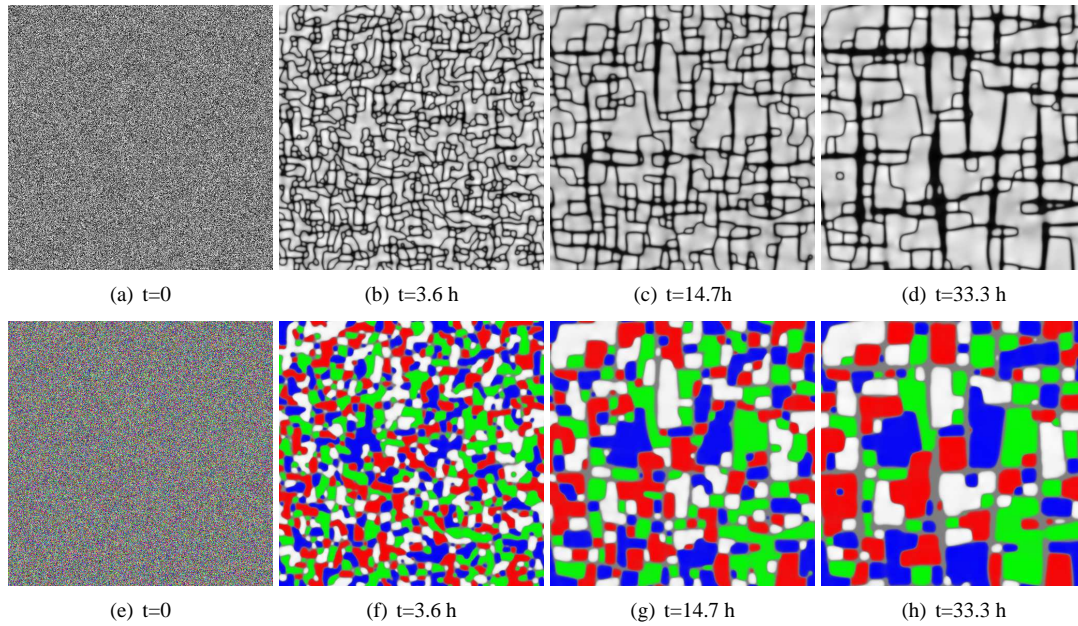 (a) t=0 (b) t=3.6 h (c) t=14.7h (d) t=33.3 h
(e) t=0 (f) t=3.6 h (g) t=14.7 h (h) t=33.3 h